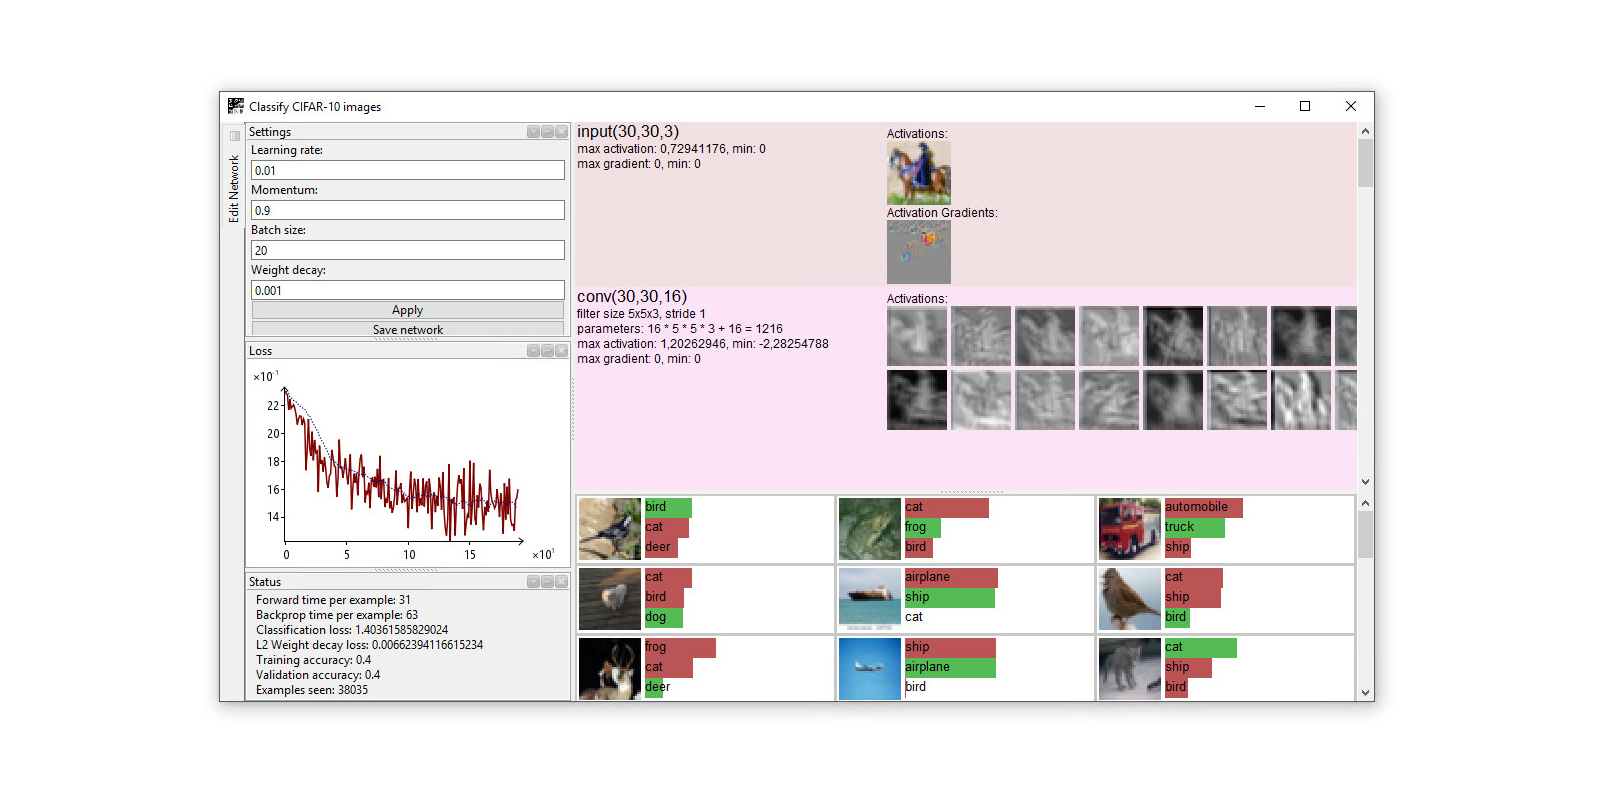 Classify CIFAR-10 images
Edit Network
Settings
Learning rate:
0.01
Momentum:
0.9
Batch size:
20
Weight decay:
0.001
Apply
Save network
Loss
×10⁻¹
22
20
18
16
14
0 5 10 15 ×10¹
Status
Forward time per example: 31
Backprop time per example: 63
Classification loss: 1.40361585829024
L2 Weight decay loss: 0.00662394116615234
Training accuracy: 0.4
Validation accuracy: 0.4
Examples seen: 38035
input(30,30,3)
max activation: 0,72941176, min: 0
max gradient: 0, min: 0
Activations:
Activation Gradients:
conv(30,30,16)
filter size 5x5x3, stride 1
parameters: 16 * 5 * 5 * 3 + 16 = 1216
max activation: 1,20262946, min: -2,28254788
max gradient: 0, min: 0
Activations:
bird
cat
deer
cat
frog
bird
automobile
truck
ship
cat
bird
dog
airplane
ship
cat
cat
ship
bird
frog
cat
deer
ship
airplane
bird
cat
ship
bird